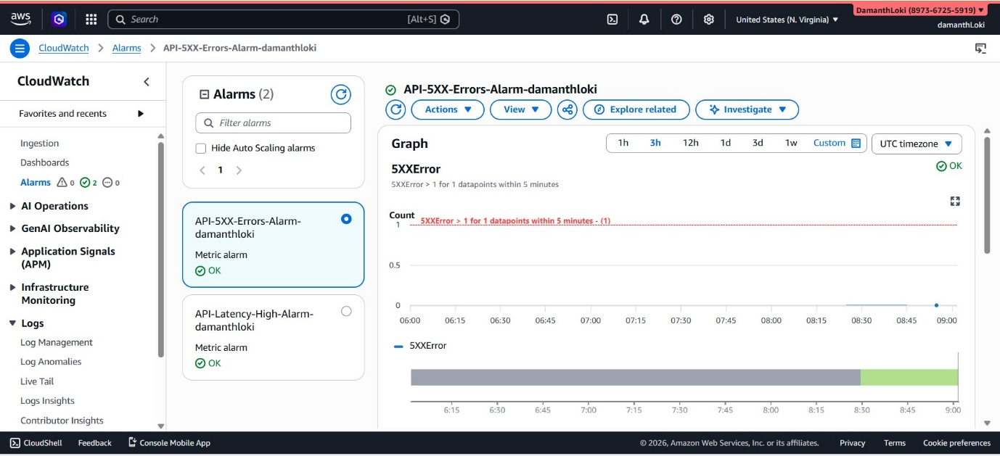 aws
Search
[Alt+S]
United States (N. Virginia)
DamanthLoki (8973-6725-5919)
damanthLoki
CloudWatch
Alarms
API-5XX-Errors-Alarm-damanthloki
CloudWatch
Favorites and recents
Ingestion
Dashboards
Alarms 0 2 0
AI Operations
GenAI Observability
Application Signals
(APM)
Infrastructure
Monitoring
Logs
Log Management
Log Anomalies
Live Tail
Logs Insights
Contributor Insights
Alarms (2)
Filter alarms
Hide Auto Scaling alarms
1
API-5XX-Errors-Alarm-
damanthloki
Metric alarm
OK
API-Latency-High-Alarm-
damanthloki
Metric alarm
OK
API-5XX-Errors-Alarm-damanthloki
Actions View Explore related Investigate
Graph
1h 3h 12h 1d 3d 1w Custom UTC timezone
5XXError
OK
5XXError > 1 for 1 datapoints within 5 minutes
Count
5XXError > 1 for 1 datapoints within 5 minutes - (1)
1
0.5
0
06:00 06:15 06:30 06:45 07:00 07:15 07:30 07:45 08:00 08:15 08:30 08:45 09:00
5XXError
6:15 6:30 6:45 7:00 7:15 7:30 7:45 8:00 8:15 8:30 8:45 9:00
CloudShell Feedback Console Mobile App
© 2026, Amazon Web Services, Inc. or its affiliates. Privacy Terms Cookie preferences